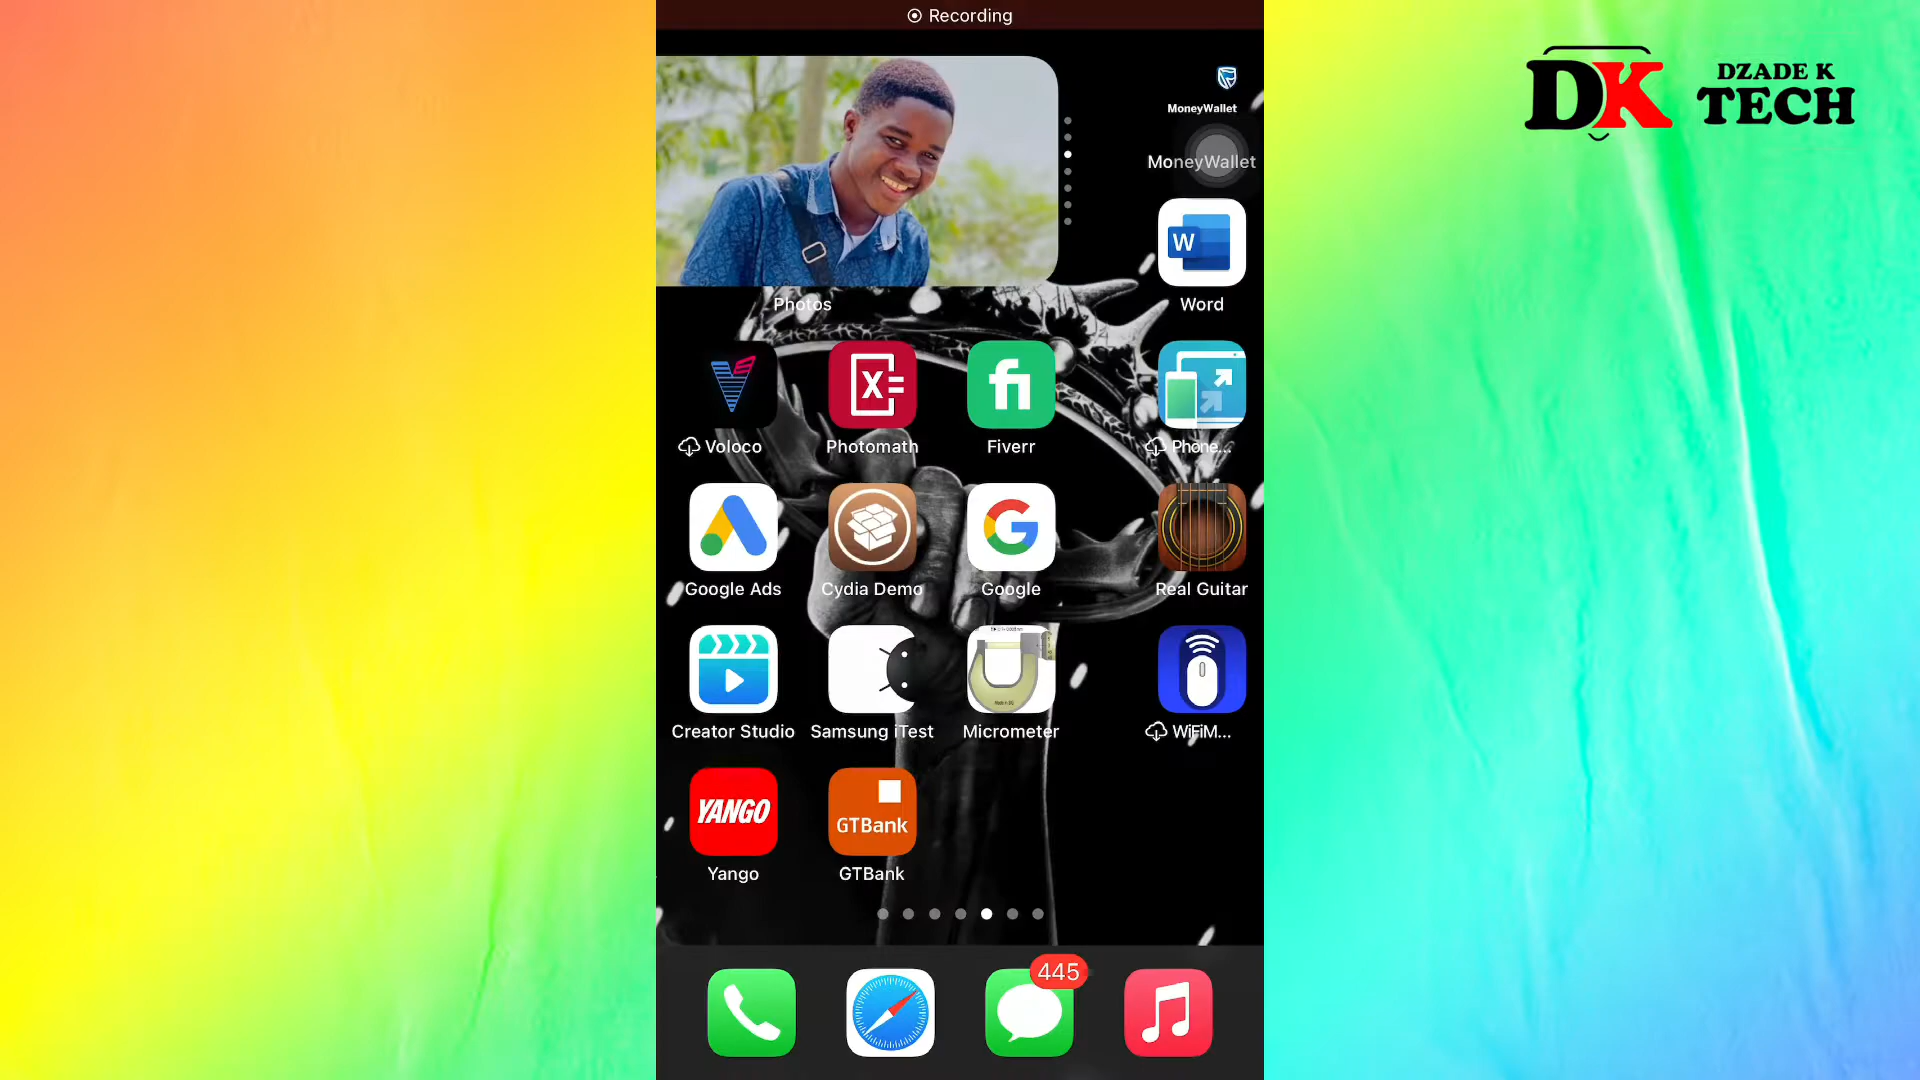 Recording
DZADE K
DK TECH
MoneyWallet
MoneyWallet
Photos
W
Word
X=
fi
Voloco
Photomath
Fiverr
Phone...
G
Google Ads
Cydia Demo
Google
Real Guitar
Creator Studio
Samsung iTest
Micrometer
WiFiM...
YANGO
GTBank
Yango
GTBank
445